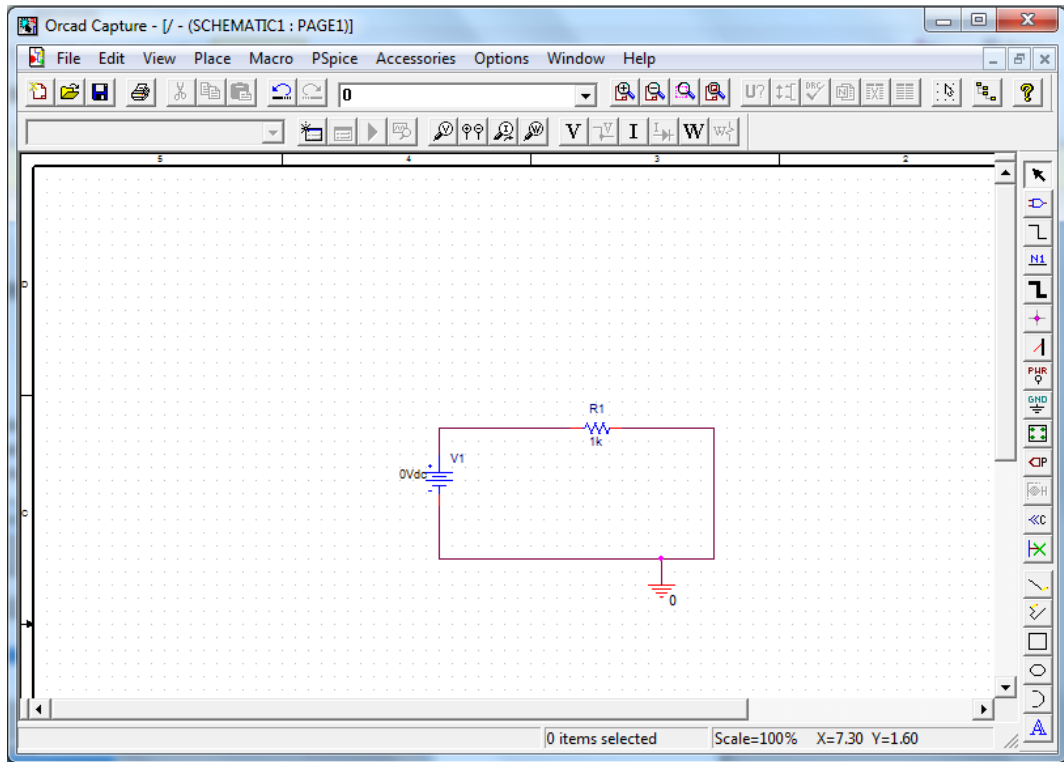 Orcad Capture - [/ - (SCHEMATIC1 : PAGE1)]
File Edit View Place Macro PSpice Accessories Options Window Help
0 U? DRC ?
V I W V V I I W W
5 4 3 2
N1
D
PWR
GND
R1
1k
P
V1
0Vdc
H
C
C
0
A
0 items selected Scale=100% X=7.30 Y=1.60